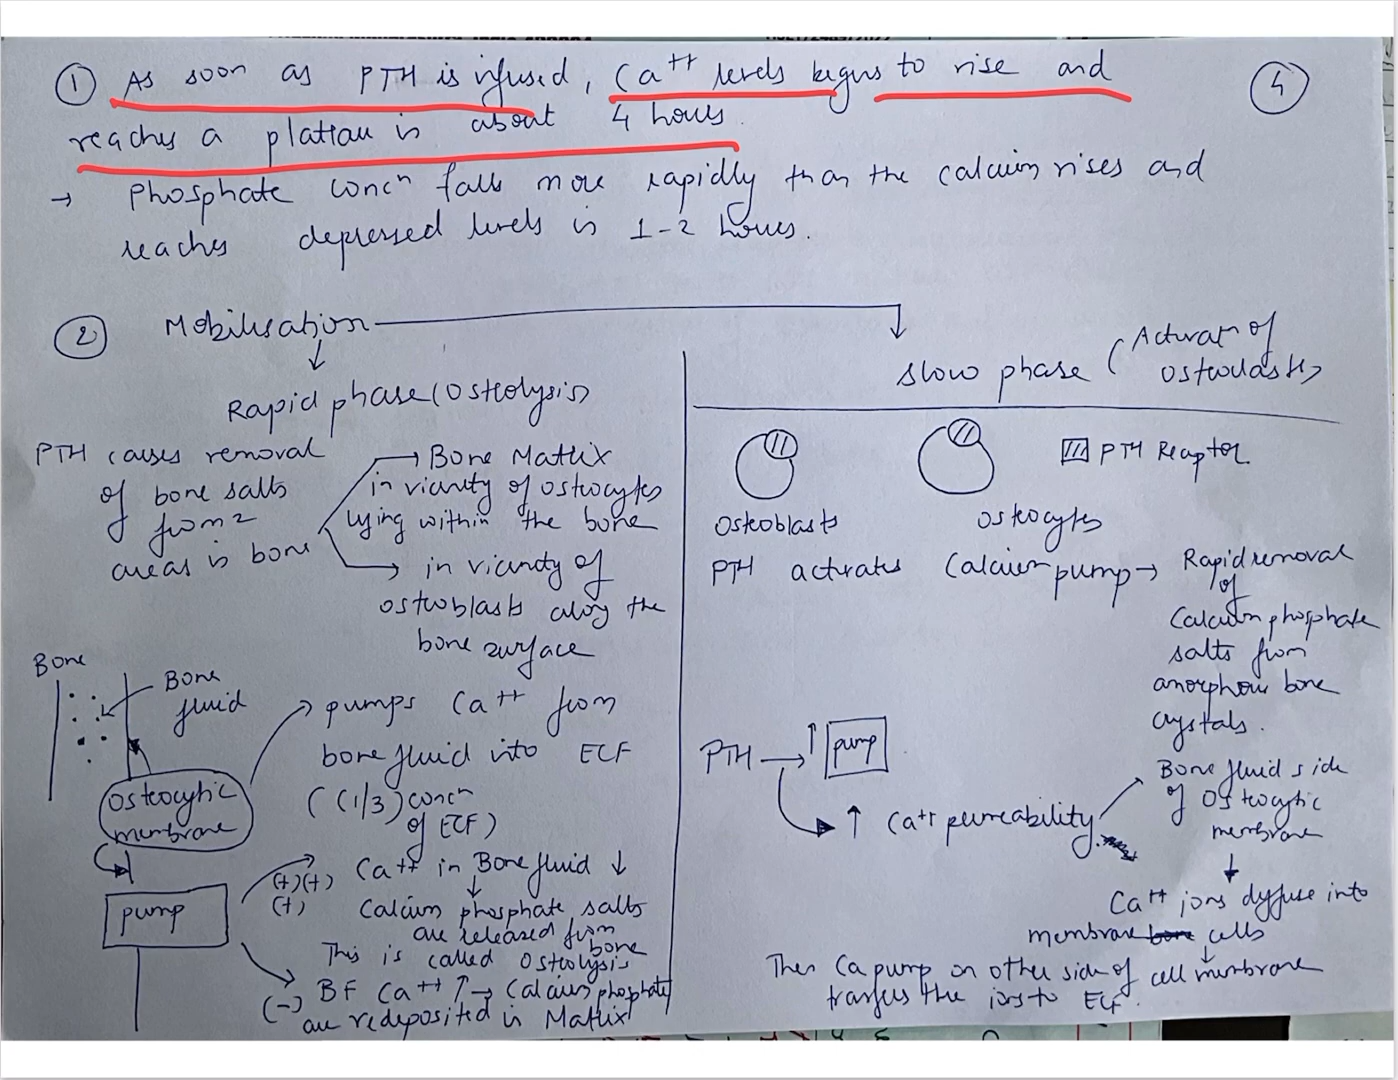 ① As soon as PTH is infused, Ca⁺⁺ levels begins to rise and
reaches a plateau in about 4 hours.
④
→ Phosphate concⁿ falls more rapidly than the calcium rises and
reaches depressed levels in 1-2 hours.
② Mobilisation
Rapid phase (Osteolysis)
PTH causes removal
of bone salts
from 2
areas in bone
→ Bone Matrix
in vicinity of osteocytes
lying within the bone
→ in vicinity of
osteoblasts along the
bone surface
Bone
Bone
fluid
Osteocytic
membrane
pump
pumps Ca⁺⁺ from
bone fluid into ECF
((1/3) concⁿ
of ECF)
(+)(+)
(+)
Ca⁺⁺ in Bone fluid ↓
↓
Calcium phosphate salts
are released from
bone
This is called Osteolysis
(-) BF Ca⁺⁺ ↑ → Calcium phosphate
are redeposited in Matrix
Slow phase (Activatⁿ of
osteoclasts)
PTH Receptor
Osteoblasts
Osteocytes
PTH activates Calcium pump → Rapid removal
of
Calcium phosphate
salts from
amorphous bone
crystals.
PTH → ↑ pump
↑ Ca⁺⁺ permeability
Bone fluid side
of Osteocytic
membrane
↓
Ca⁺⁺ ions dyffuse into
membrane cells
↓
Then Ca pump on other side of cell membrane
transfers the ions to ECF.